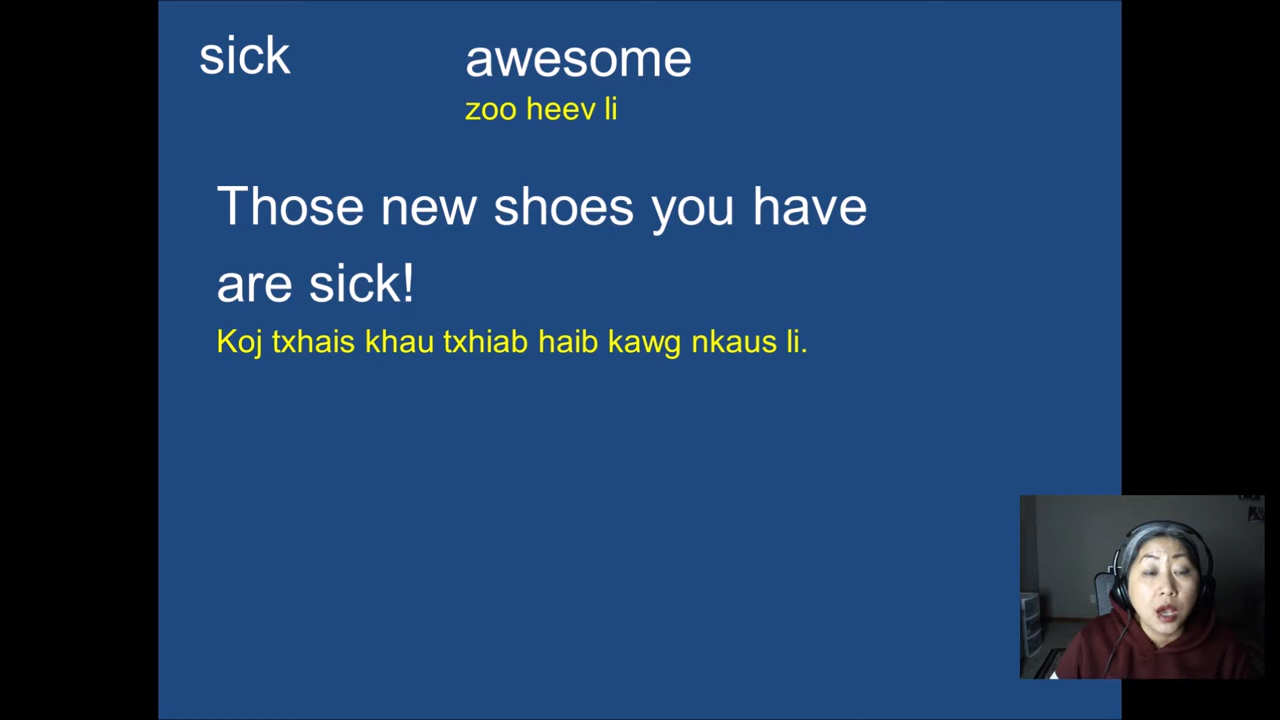 sick
awesome
zoo heev li
Those new shoes you have
are sick!
Koj txhais khau txhiab haib kawg nkaus li.